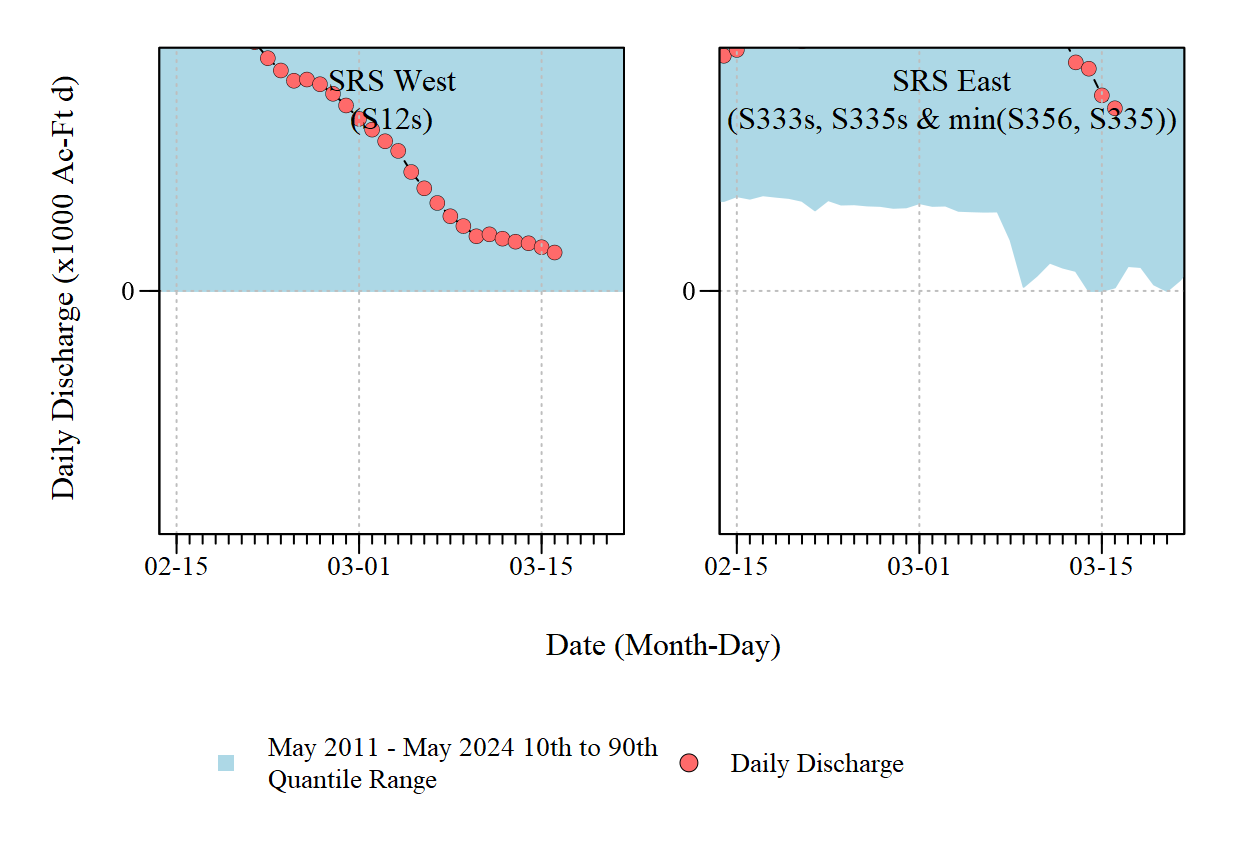 SRS West
(S12s)
SRS East
(S333s, S335s & min(S356, S335))
Daily Discharge (x1000 Ac-Ft d)
0
0
02-15
03-01
03-15
02-15
03-01
03-15
Date (Month-Day)
May 2011 - May 2024 10th to 90th
Quantile Range
Daily Discharge